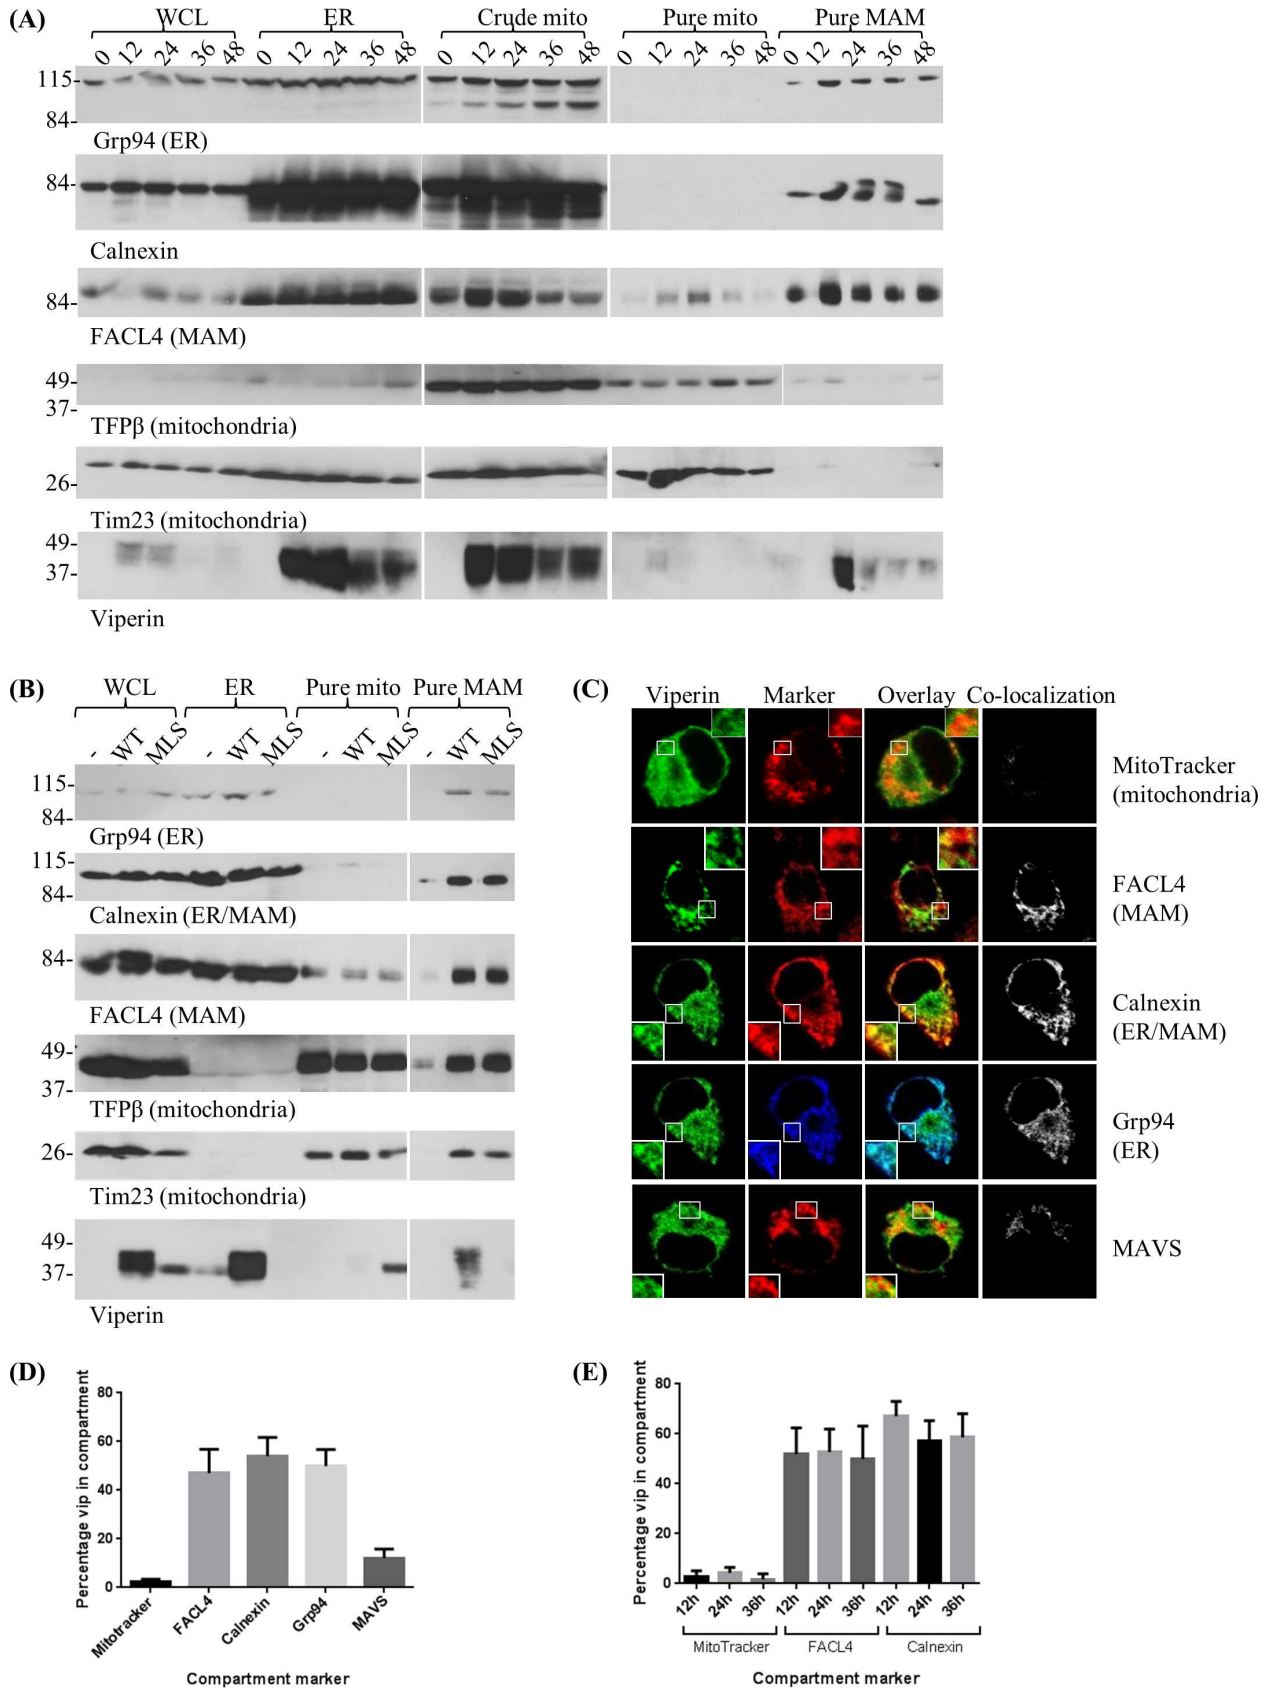 (A)
WCL ER Crude mito Pure mito Pure MAM
0 12 24 36 48 0 12 24 36 48 0 12 24 36 48 0 12 24 36 48 0 12 24 36 48
115-
84-
Grp94 (ER)
84-
Calnexin
84-
FACL4 (MAM)
49-
37-
TFPβ (mitochondria)
26-
Tim23 (mitochondria)
49-
37-
Viperin
(B)
WCL ER Pure mito Pure MAM
- WT MLS - WT MLS - WT MLS - WT MLS
115-
84-
Grp94 (ER)
115-
84-
Calnexin (ER/MAM)
84-
FACL4 (MAM)
49-
37-
TFPβ (mitochondria)
26-
Tim23 (mitochondria)
49-
37-
Viperin
(C)
Viperin Marker Overlay Co-localization
MitoTracker
(mitochondria)
FACL4
(MAM)
Calnexin
(ER/MAM)
Grp94
(ER)
MAVS
(D)
Percentage vip in compartment
80
60
40
20
0
Mitotracker FACL4 Calnexin Grp94 MAVS
Compartment marker
(E)
Percentage vip in compartment
80
60
40
20
0
12h 24h 36h 12h 24h 36h 12h 24h 36h
MitoTracker FACL4 Calnexin
Compartment marker